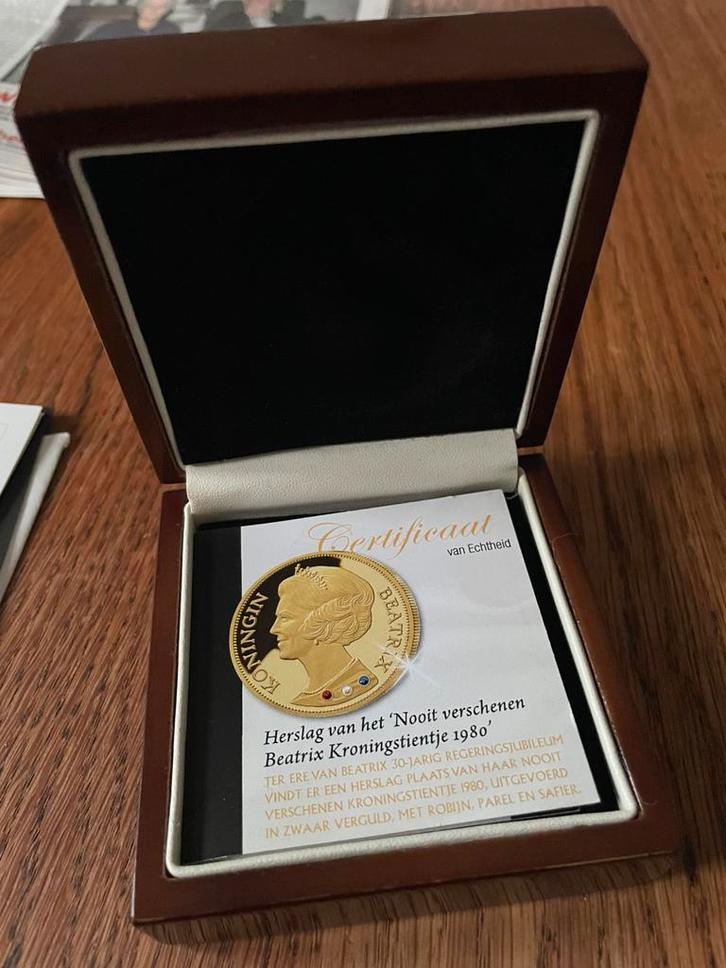 Certificaat
van Echtheid
KONINGIN
BEATRIX
Herslag van het 'Nooit verschenen
Beatrix Kroningstientje 1980'
TER ERE VAN BEATRIX 30-JARIG REGERINGSJUBILEUM
VINDT ER EEN HERSLAG PLAATS VAN HAAR NOOIT
VERSCHENEN KRONINGSTIENTJE 1980, UITGEVOERD
IN ZWAAR VERGULD, MET ROBIJN, PAREL EN SAFIER.